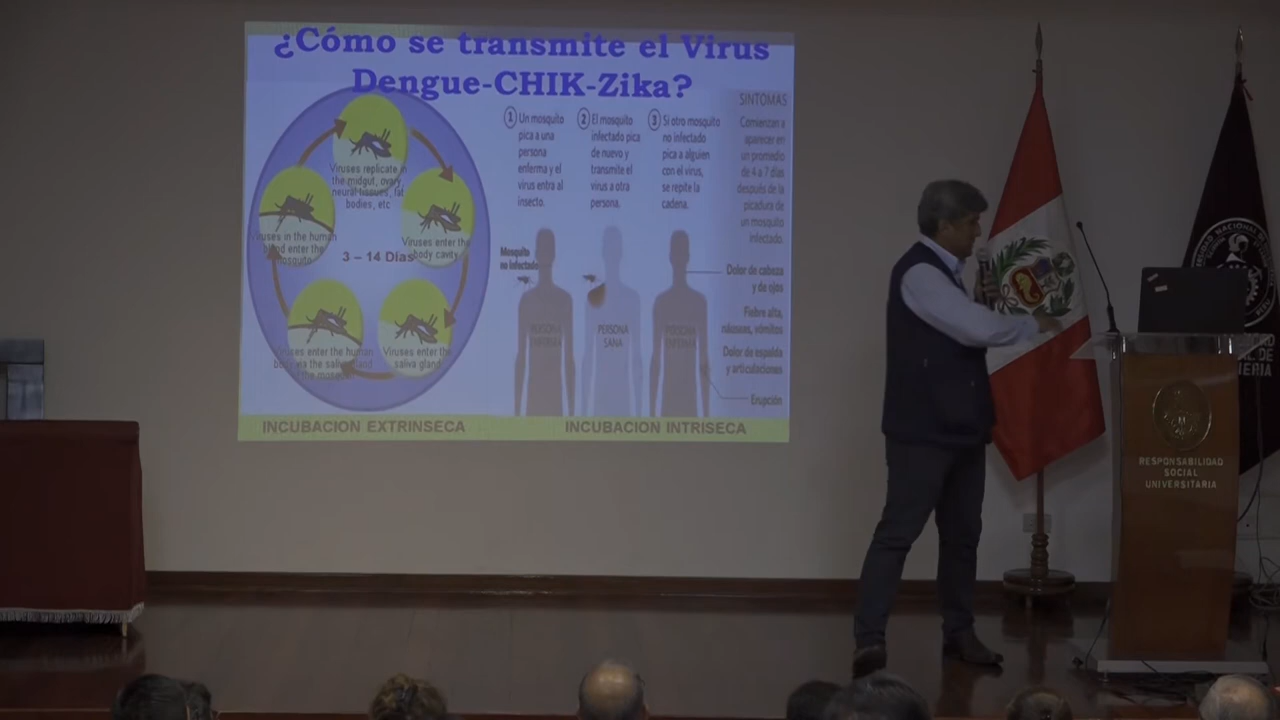 ¿Cómo se transmite el Virus
Dengue-CHIK-Zika?
Viruses replicate in
the midgut, ovary
neural tissues, fat
bodies, etc
Viruses in the human
blood enter the
mosquito
Viruses enter the
body cavity
3 – 14 Días
Viruses enter the human
body via the saliva gland
of the mosquito
Viruses enter the
saliva gland
1 Un mosquito
pica a una
persona
enferma y el
virus entra al
insecto.
2 El mosquito
infectado pica
de nuevo y
transmite el
virus a otra
persona.
3 Si otro mosquito
no infectado
pica a alguien
con el virus,
se repite la
cadena.
SINTOMAS
Comienzan a
aparecer en
un promedio
de 4 a 7 días
después de la
picadura de
un mosquito
infectado.
Mosquito
no infectado
PERSONA
ENFERMA
PERSONA
SANA
PERSONA
ENFERMA
Dolor de cabeza
y de ojos
Fiebre alta,
náuseas, vómitos
Dolor de espalda
y articulaciones
Erupción
INCUBACION EXTRINSECA
INCUBACION INTRISECA
RESPONSABILIDAD
SOCIAL
UNIVERSITARIA